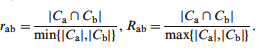 r_ab = |C_a ∩ C_b| / min{|C_a|,|C_b|}, R_ab = |C_a ∩ C_b| / max{|C_a|,|C_b|}.